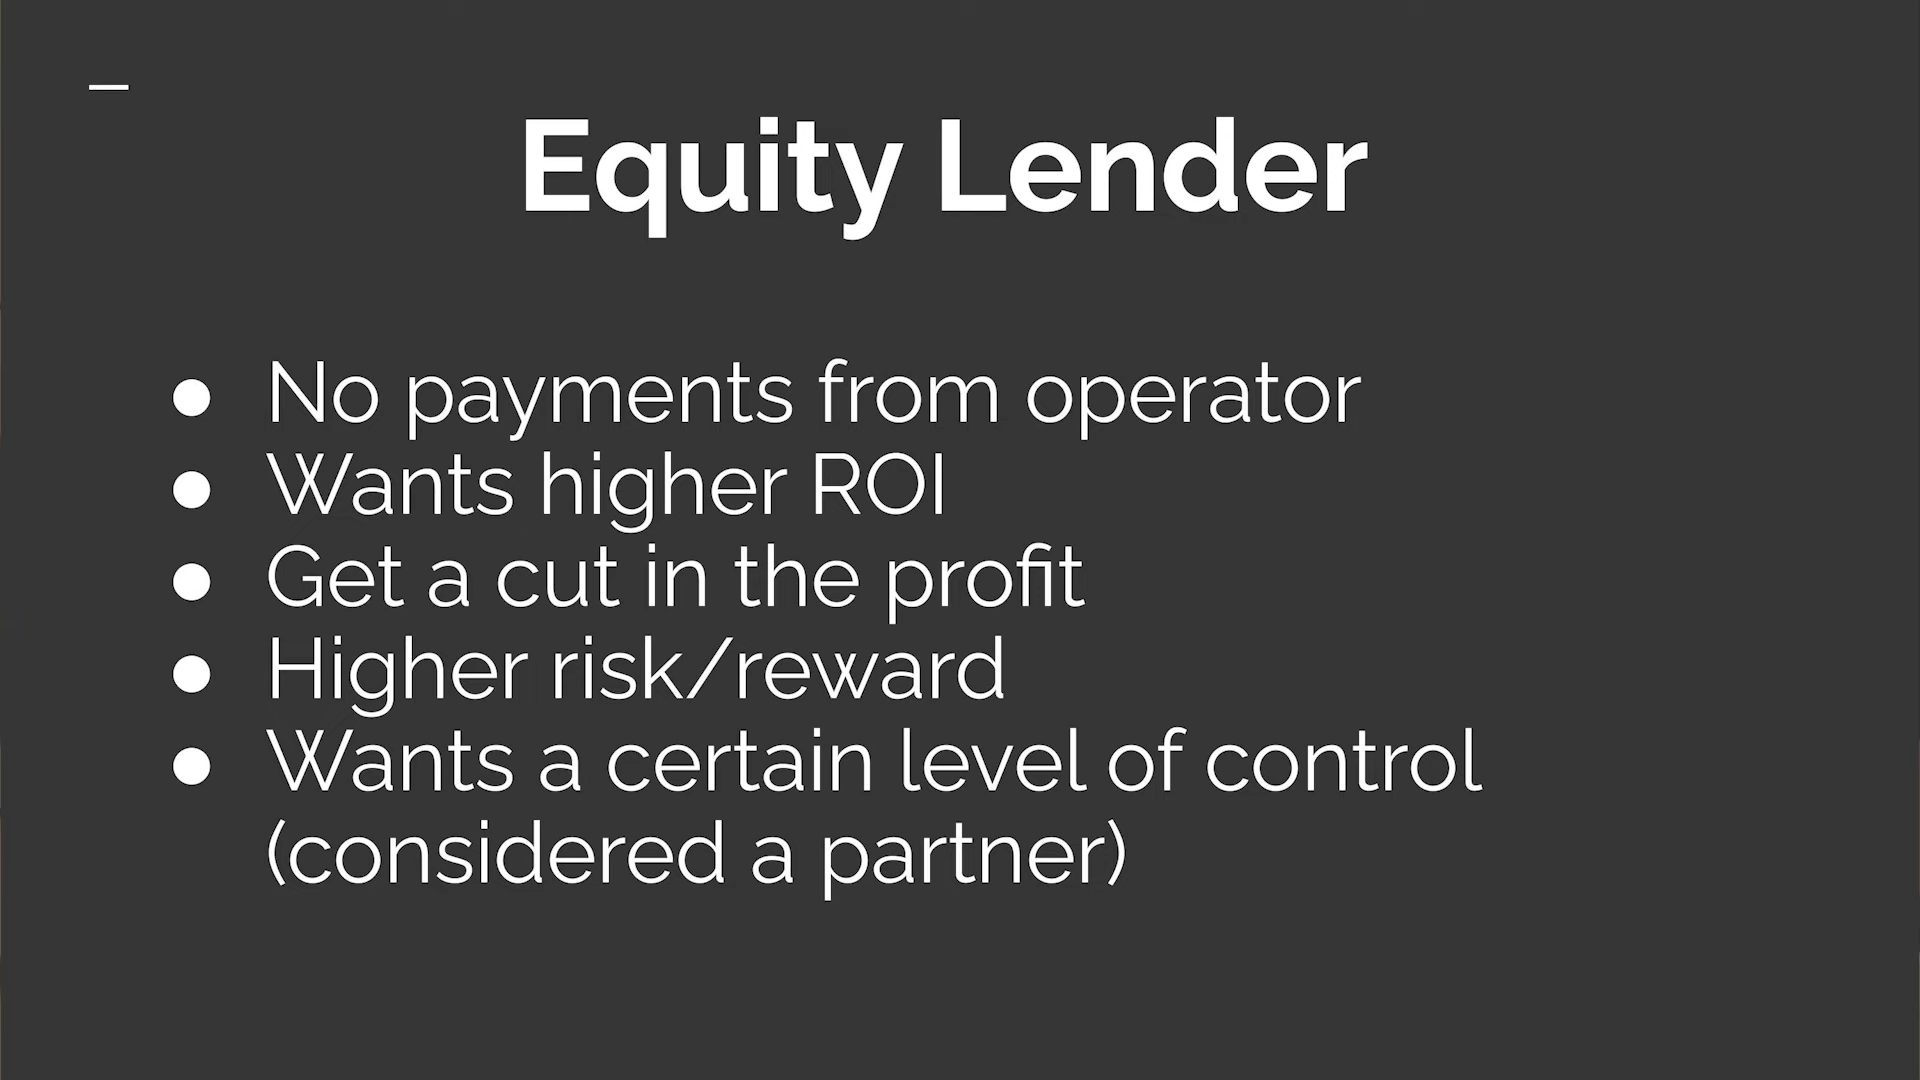 Equity Lender
● No payments from operator
● Wants higher ROI
● Get a cut in the profit
● Higher risk/reward
● Wants a certain level of control
(considered a partner)